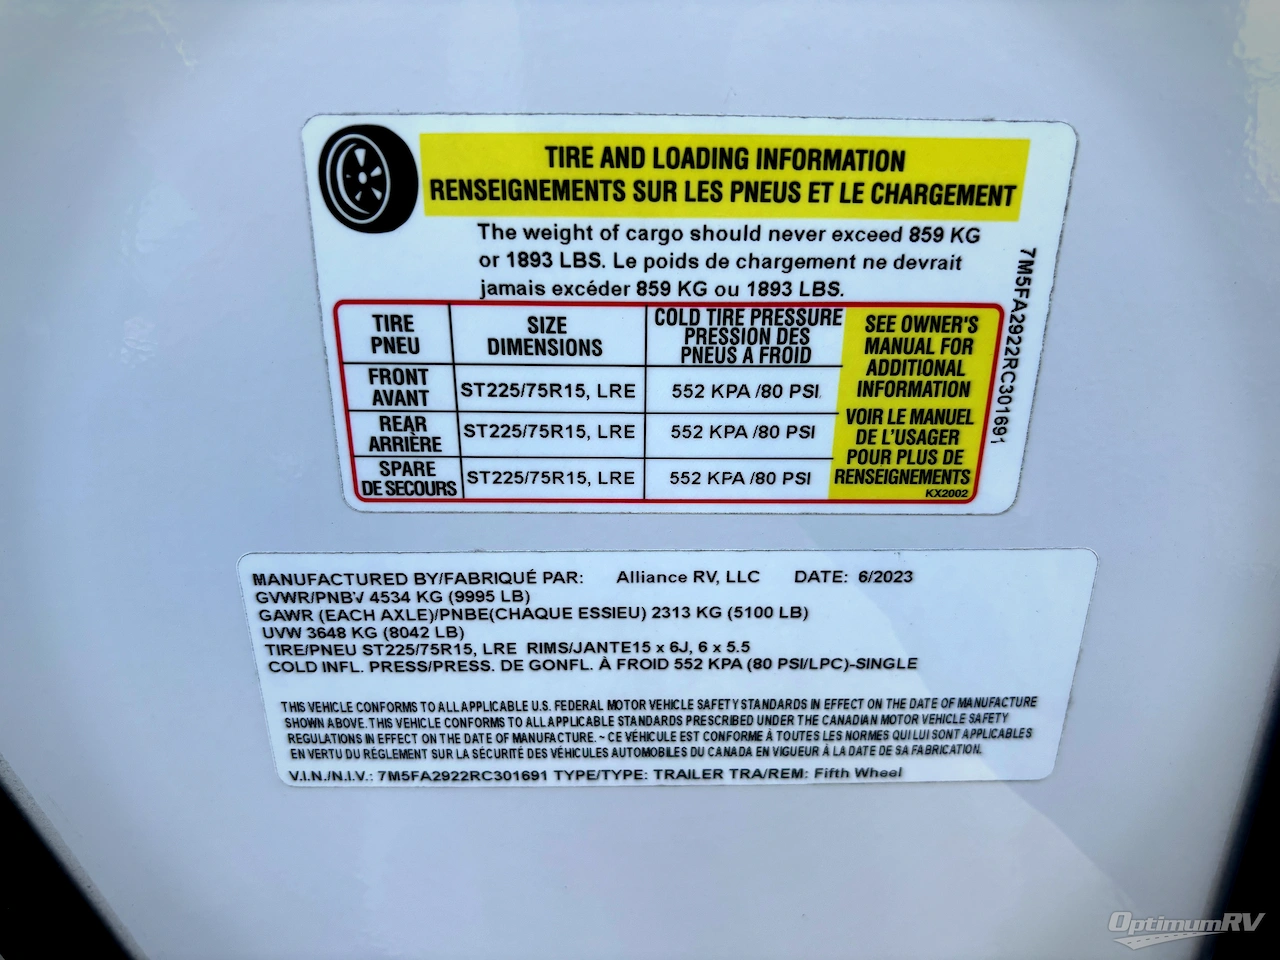 TIRE AND LOADING INFORMATION
RENSEIGNEMENTS SUR LES PNEUS ET LE CHARGEMENT
The weight of cargo should never exceed 859 KG
or 1893 LBS. Le poids de chargement ne devrait
jamais excéder 859 KG ou 1893 LBS.
TIRE
PNEU
SIZE
DIMENSIONS
COLD TIRE PRESSURE
PRESSION DES
PNEUS A FROID
FRONT
AVANT
ST225/75R15, LRE
552 KPA /80 PSI
REAR
ARRIÈRE
ST225/75R15, LRE
552 KPA /80 PSI
SPARE
DE SECOURS
ST225/75R15, LRE
552 KPA /80 PSI
SEE OWNER'S
MANUAL FOR
ADDITIONAL
INFORMATION
VOIR LE MANUEL
DE L'USAGER
POUR PLUS DE
RENSEIGNEMENTS
KX2002
7M5FA2922RC301691
MANUFACTURED BY/FABRIQUÉ PAR: Alliance RV, LLC DATE: 6/2023
GVWR/PNBV 4534 KG (9995 LB)
GAWR (EACH AXLE)/PNBE(CHAQUE ESSIEU) 2313 KG (5100 LB)
UVW 3648 KG (8042 LB)
TIRE/PNEU ST225/75R15, LRE RIMS/JANTE15 x 6J, 6 x 5.5
COLD INFL. PRESS/PRESS. DE GONFL. À FROID 552 KPA (80 PSI/LPC)-SINGLE
THIS VEHICLE CONFORMS TO ALL APPLICABLE U.S. FEDERAL MOTOR VEHICLE SAFETY STANDARDS IN EFFECT ON THE DATE OF MANUFACTURE
SHOWN ABOVE. THIS VEHICLE CONFORMS TO ALL APPLICABLE STANDARDS PRESCRIBED UNDER THE CANADIAN MOTOR VEHICLE SAFETY
REGULATIONS IN EFFECT ON THE DATE OF MANUFACTURE. ~ CE VÉHICULE EST CONFORME À TOUTES LES NORMES QUI LUI SONT APPLICABLES
EN VERTU DU RÉGLEMENT SUR LA SÉCURITÉ DES VÉHICULES AUTOMOBILES DU CANADA EN VIGUEUR À LA DATE DE SA FABRICATION.
V.I.N./N.I.V.: 7M5FA2922RC301691 TYPE/TYPE: TRAILER TRA/REM: Fifth Wheel
OptimumRV